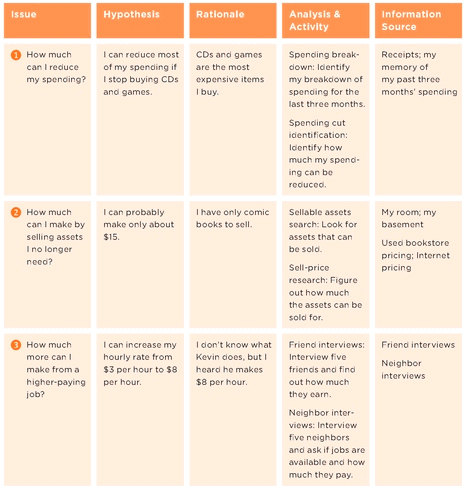 Issue
Hypothesis
Rationale
Analysis &
Activity
Information
Source
1 How much
can I reduce
my spending?
I can reduce most
of my spending if
I stop buying CDs
and games.
CDs and games
are the most
expensive items
I buy.
Spending break-
down: Identify
my breakdown of
spending for the
last three months.
Spending cut
identification:
Identify how
much my spend-
ing can be
reduced.
Receipts; my
memory of
my past three
months' spending
2 How much
can I make by
selling assets
I no longer
need?
I can probably
make only about
$15.
I have only comic
books to sell.
Sellable assets
search: Look for
assets that can
be sold.
Sell-price
research: Figure
out how much
the assets can be
sold for.
My room; my
basement
Used bookstore
pricing; Internet
pricing
3 How much
more can I
make from a
higher-paying
job?
I can increase my
hourly rate from
$3 per hour to $8
per hour.
I don't know what
Kevin does, but I
heard he makes
$8 per hour.
Friend interviews:
Interview five
friends and find
out how much
they earn.
Neighbor inter-
views: Interview
five neighbors
and ask if jobs are
available and how
much they pay.
Friend interviews
Neighbor
interviews